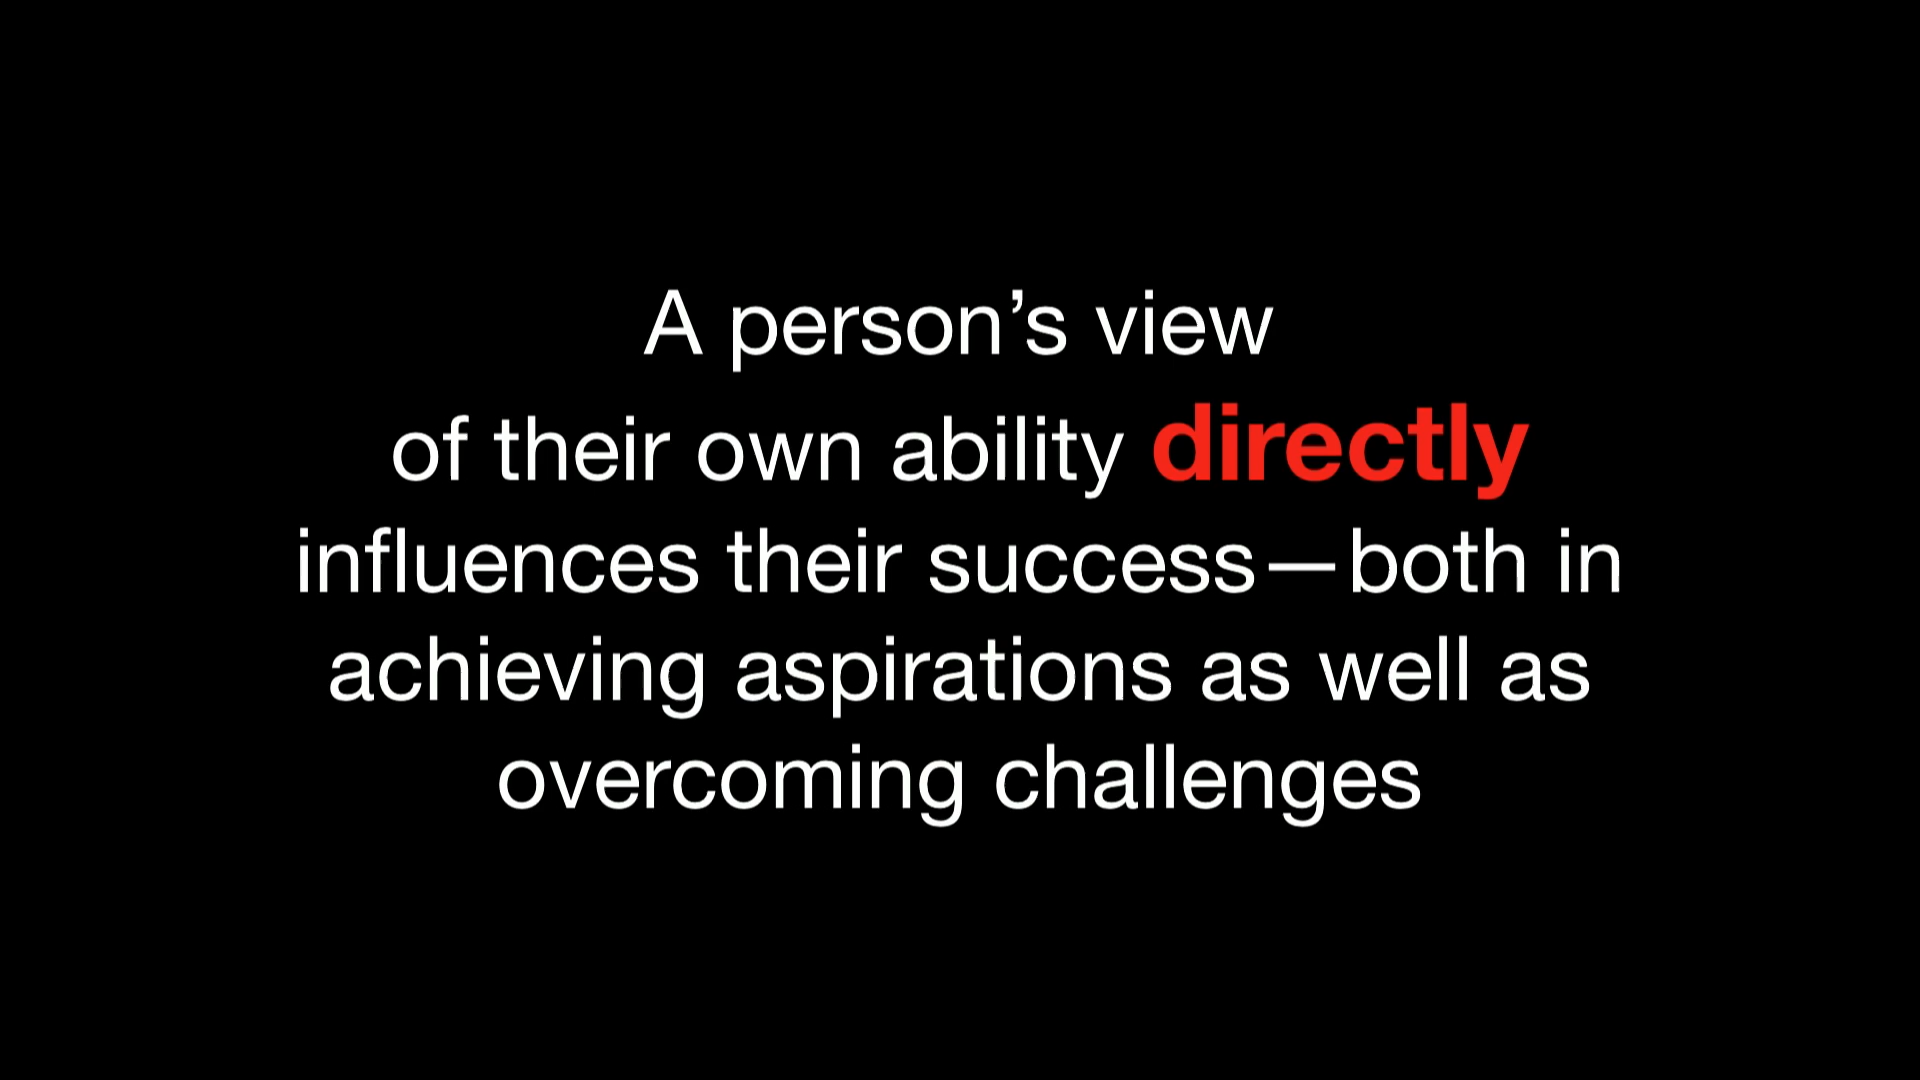 A person’s view
of their own ability directly
influences their success—both in
achieving aspirations as well as
overcoming challenges